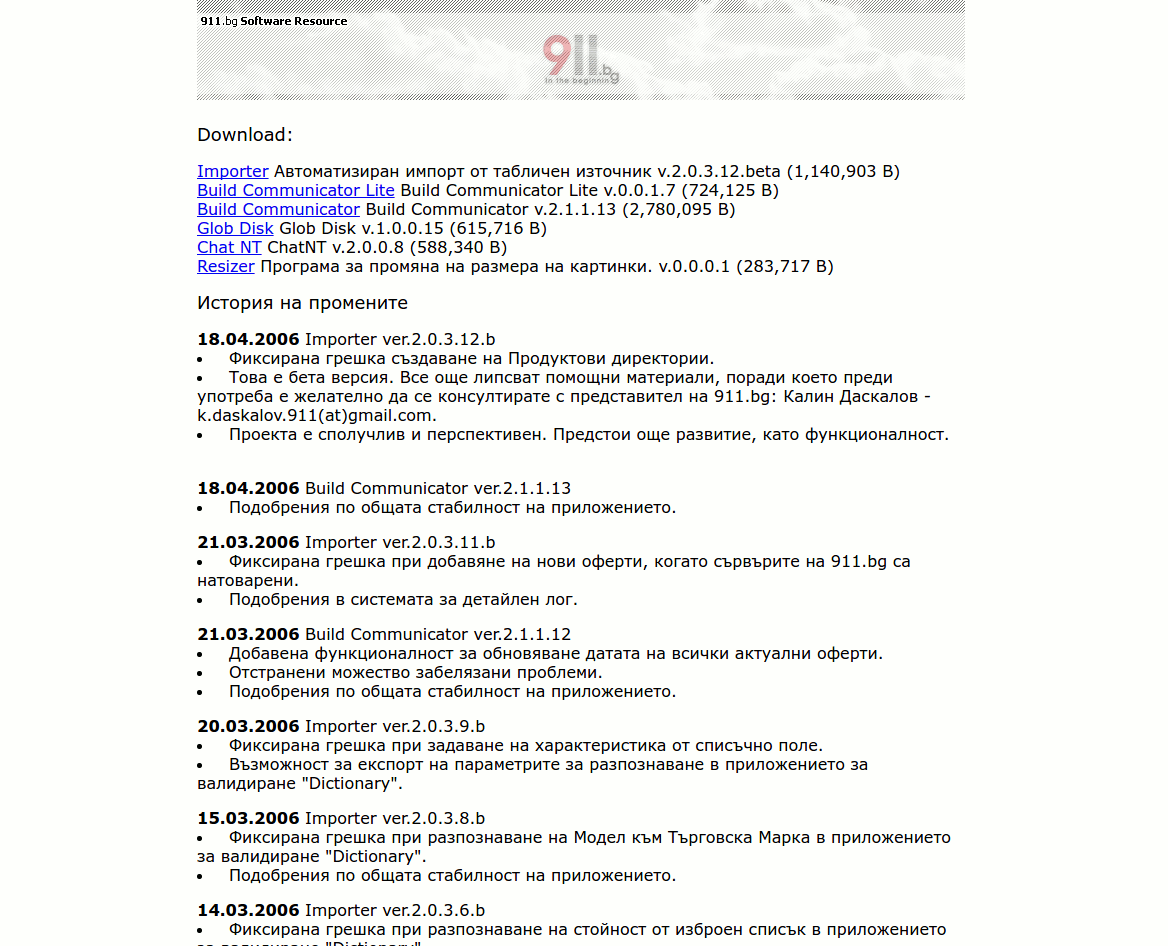 911.bg Software Resource
911.bg
In the beginning
Download:
Importer Автоматизиран импорт от табличен източник v.2.0.3.12.beta (1,140,903 B)
Build Communicator Lite Build Communicator Lite v.0.0.1.7 (724,125 B)
Build Communicator Build Communicator v.2.1.1.13 (2,780,095 B)
Glob Disk Glob Disk v.1.0.0.15 (615,716 B)
Chat NT ChatNT v.2.0.0.8 (588,340 B)
Resizer Програма за промяна на размера на картинки. v.0.0.0.1 (283,717 B)
История на промените
18.04.2006 Importer ver.2.0.3.12.b
• Фиксирана грешка създаване на Продуктови директории.
• Това е бета версия. Все още липсват помощни материали, поради което преди
употреба е желателно да се консултирате с представител на 911.bg: Калин Даскалов -
k.daskalov.911(at)gmail.com.
• Проекта е сполучлив и перспективен. Предстои още развитие, като функционалност.
18.04.2006 Build Communicator ver.2.1.1.13
• Подобрения по общата стабилност на приложението.
21.03.2006 Importer ver.2.0.3.11.b
• Фиксирана грешка при добавяне на нови оферти, когато сървърите на 911.bg са
натоварени.
• Подобрения в системата за детайлен лог.
21.03.2006 Build Communicator ver.2.1.1.12
• Добавена функционалност за обновяване датата на всички актуални оферти.
• Отстранени можество забелязани проблеми.
• Подобрения по общата стабилност на приложението.
20.03.2006 Importer ver.2.0.3.9.b
• Фиксирана грешка при задаване на характеристика от списъчно поле.
• Възможност за експорт на параметрите за разпознаване в приложението за
валидиране "Dictionary".
15.03.2006 Importer ver.2.0.3.8.b
• Фиксирана грешка при разпознаване на Модел към Търговска Марка в приложението
за валидиране "Dictionary".
• Подобрения по общата стабилност на приложението.
14.03.2006 Importer ver.2.0.3.6.b
• Фиксирана грешка при разпознаване на стойност от изброен списък в приложението
за валидиране "Dictionary"